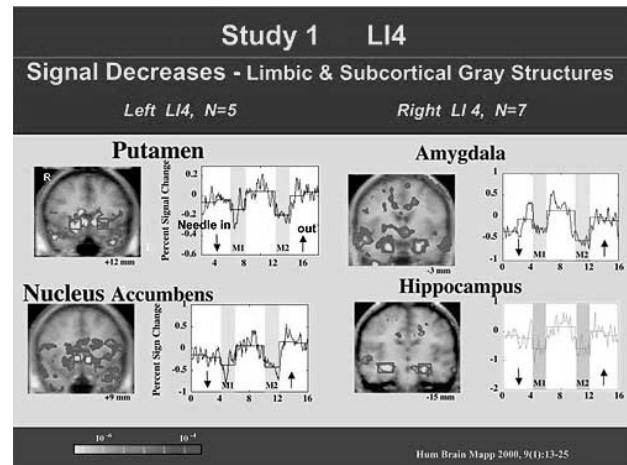 Study 1 LI4
Signal Decreases - Limbic & Subcortical Gray Structures
Left LI4, N=5
Right LI 4, N=7
Putamen
R
+12 mm
Percent Signal Change
0.2
0
-0.2
-0.4
-0.6
Needle in
out
M1
M2
0 4 8 12 16
Amygdala
-3 mm
1
0.5
0
-0.5
-1
M1
M2
0 4 8 12 16
Nucleus Accumbens
+9 mm
Percent Sign Change
1
0.5
0
-0.5
-1
M1
M2
0 4 8 12 16
Hippocampus
-15 mm
1
0
-1
-2
M1
M2
0 4 8 12 16
10⁻⁶ 10⁻⁴
Hum Brain Mapp 2000, 9(1):13-25